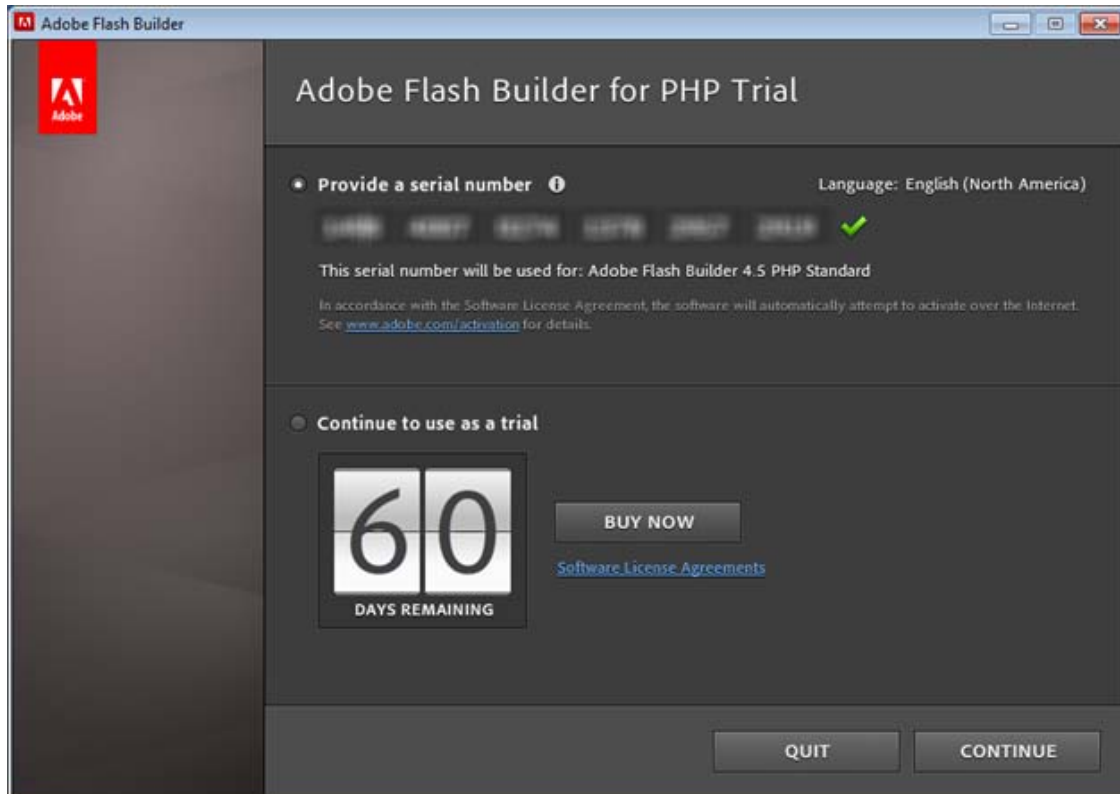 Adobe Flash Builder
Adobe
Adobe Flash Builder for PHP Trial
Provide a serial number
Language: English (North America)
This serial number will be used for: Adobe Flash Builder 4.5 PHP Standard
In accordance with the Software License Agreement, the software will automatically attempt to activate over the Internet.
See www.adobe.com/activation for details.
Continue to use as a trial
60
DAYS REMAINING
BUY NOW
Software License Agreements
QUIT
CONTINUE